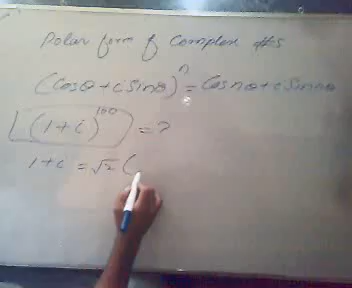 Polar form of Complex #s
(Cosθ + i Sinθ)^n = Cos nθ + i Sin nθ
(1+i)^100 = ?
1+i = √2 (